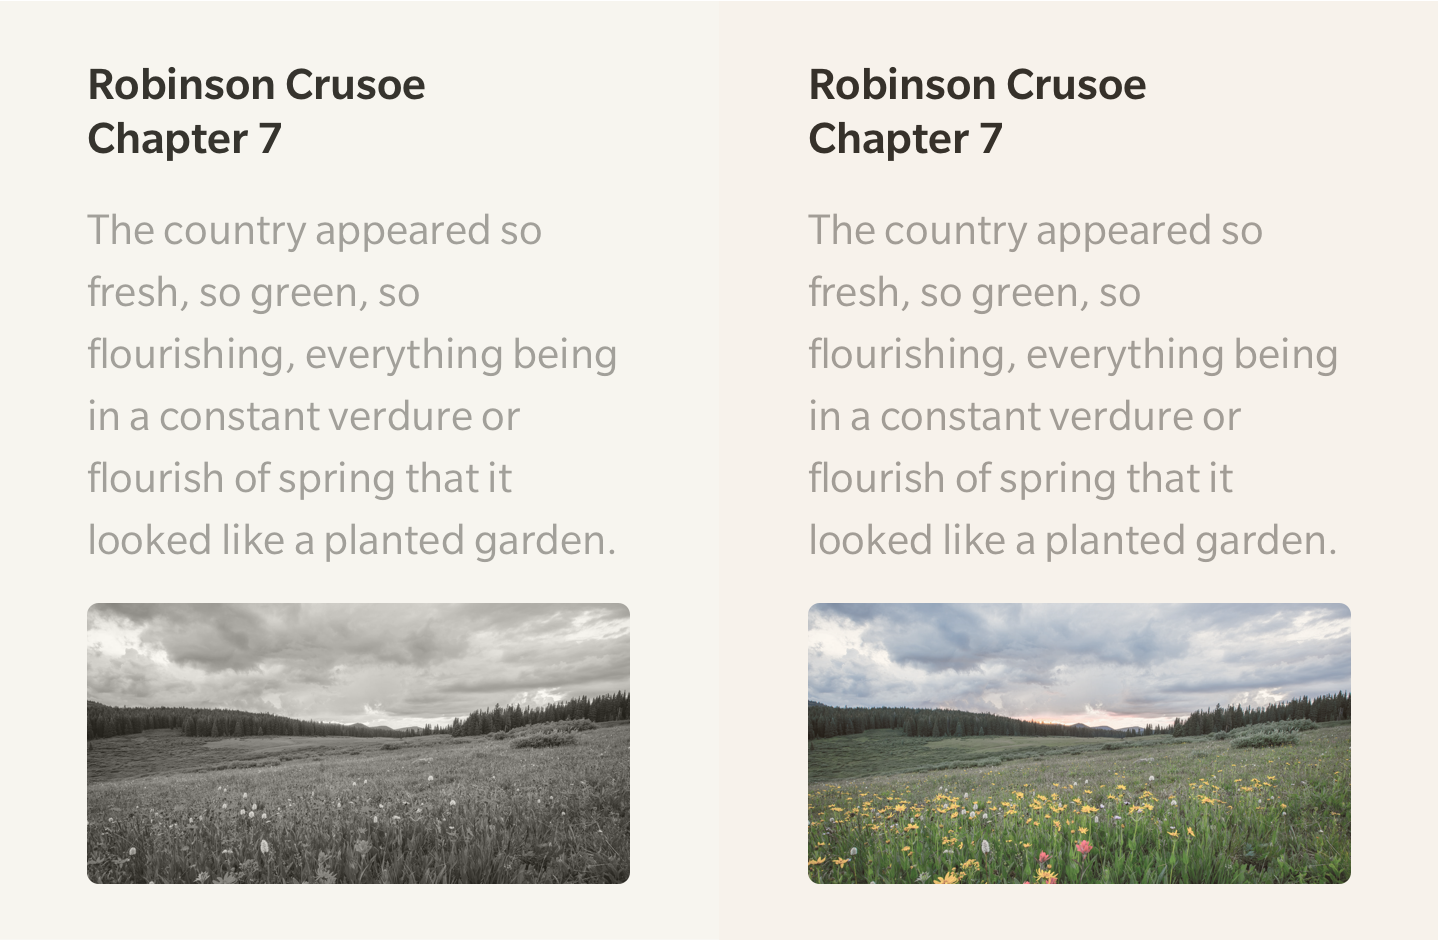 Robinson Crusoe
Chapter 7
The country appeared so
fresh, so green, so
flourishing, everything being
in a constant verdure or
flourish of spring that it
looked like a planted garden.
Robinson Crusoe
Chapter 7
The country appeared so
fresh, so green, so
flourishing, everything being
in a constant verdure or
flourish of spring that it
looked like a planted garden.